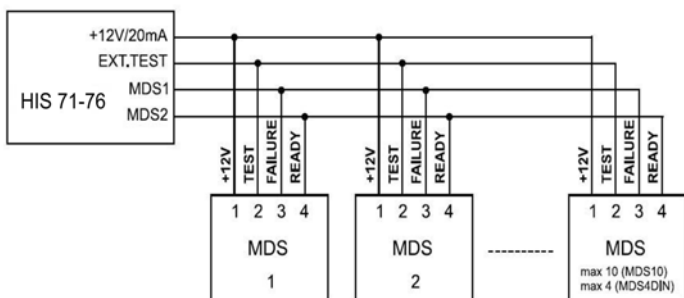 +12V/20mA
EXT.TEST
MDS1
HIS 71-76
MDS2
+12V TEST FAILURE READY
+12V TEST FAILURE READY
+12V TEST FAILURE READY
1 2 3 4
1 2 3 4
1 2 3 4
MDS
1
MDS
2
MDS
max 10 (MDS10)
max 4 (MDS4DIN)